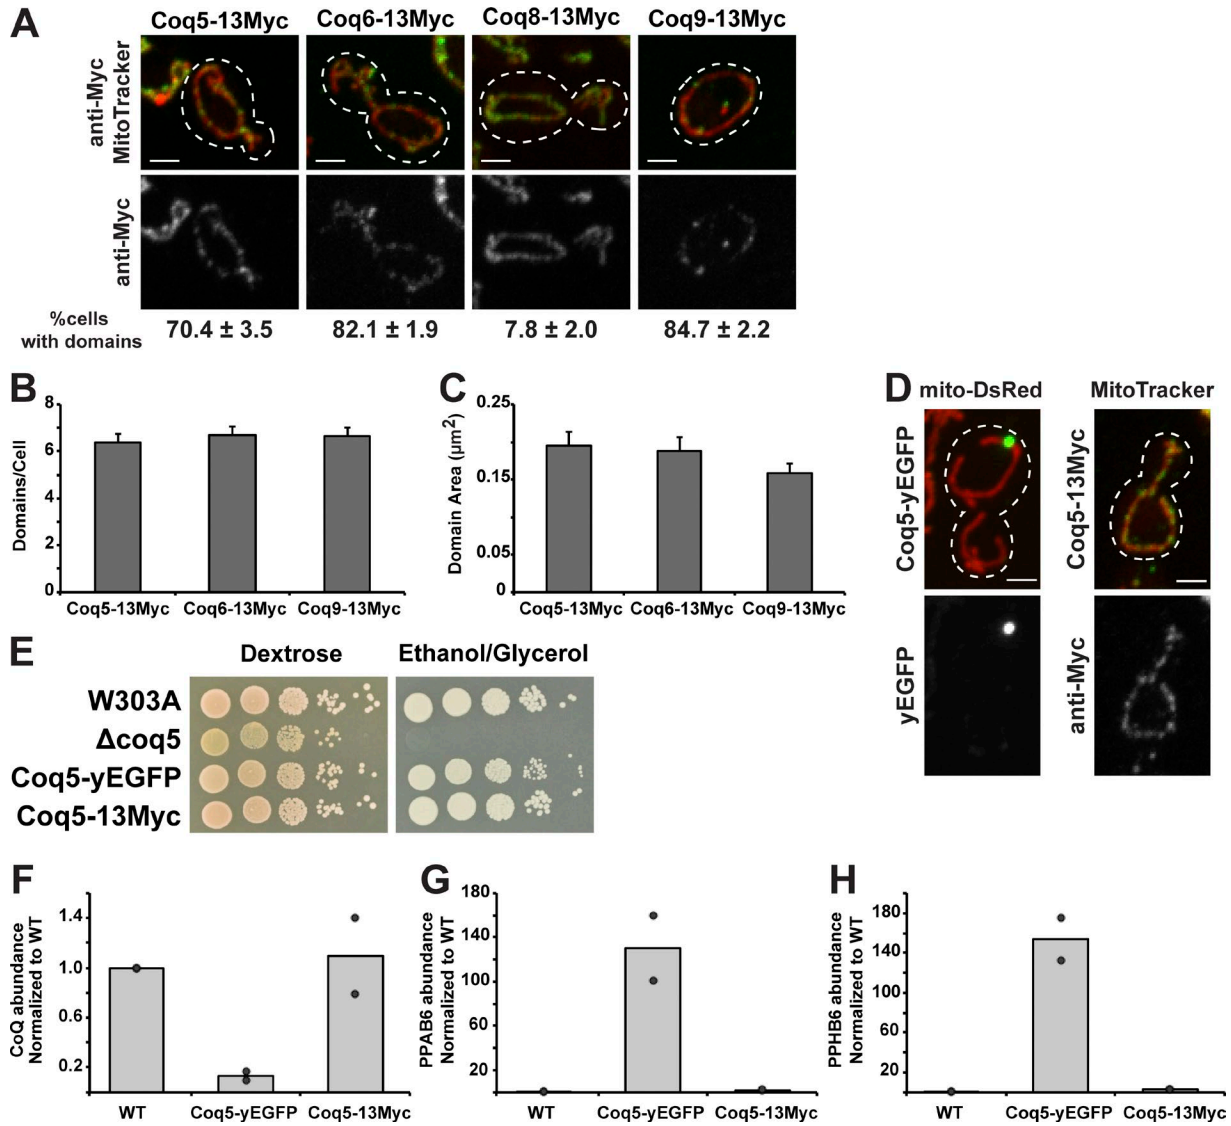 A
Coq5-13Myc Coq6-13Myc Coq8-13Myc Coq9-13Myc
anti-Myc
MitoTracker
anti-Myc
%cells
with domains
70.4 ± 3.5 82.1 ± 1.9 7.8 ± 2.0 84.7 ± 2.2
B
Domains/Cell
8
6
4
2
0
Coq5-13Myc Coq6-13Myc Coq9-13Myc
C
Domain Area (µm²)
0.25
0.15
0.05
0
Coq5-13Myc Coq6-13Myc Coq9-13Myc
D
mito-DsRed MitoTracker
Coq5-yEGFP
Coq5-13Myc
yEGFP
anti-Myc
E
Dextrose Ethanol/Glycerol
W303A
Δcoq5
Coq5-yEGFP
Coq5-13Myc
F
CoQ abundance
Normalized to WT
1.4
1.0
0.6
0.2
WT Coq5-yEGFP Coq5-13Myc
G
PPAB6 abundance
Normalized to WT
180
140
100
60
20
WT Coq5-yEGFP Coq5-13Myc
H
PPHB6 abundance
Normalized to WT
180
140
100
60
20
WT Coq5-yEGFP Coq5-13Myc